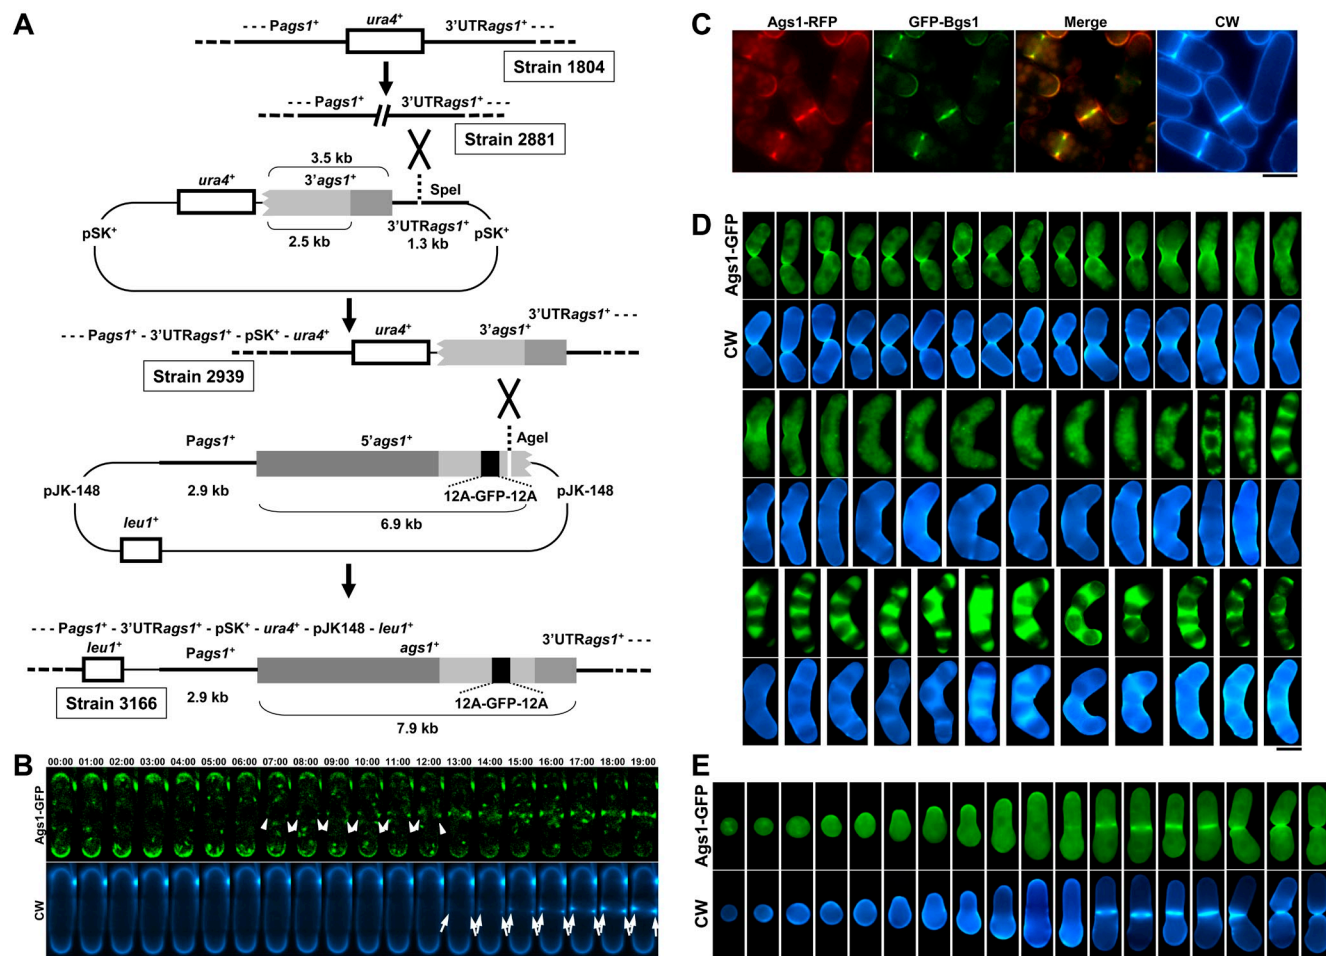 A
- - - Pags1⁺ ura4⁺ 3'UTRags1⁺ - - -
Strain 1804
- - - Pags1⁺ 3'UTRags1⁺ - - -
Strain 2881
3.5 kb
ura4⁺ 3'ags1⁺ SpeI
pSK⁺ 2.5 kb 3'UTRags1⁺ pSK⁺
1.3 kb
3'UTRags1⁺ - - -
- - - Pags1⁺ - 3'UTRags1⁺ - pSK⁺ - ura4⁺ ura4⁺ 3'ags1⁺
Strain 2939
Pags1⁺ 5'ags1⁺ AgeI
pJK-148 2.9 kb 12A-GFP-12A pJK-148
6.9 kb
leu1⁺
- - - Pags1⁺ - 3'UTRags1⁺ - pSK⁺ - ura4⁺ - pJK148 - leu1⁺
leu1⁺ Pags1⁺ ags1⁺ 3'UTRags1⁺ - - -
Strain 3166 2.9 kb 12A-GFP-12A
7.9 kb
B
00:00 01:00 02:00 03:00 04:00 05:00 06:00 07:00 08:00 09:00 10:00 11:00 12:00 13:00 14:00 15:00 16:00 17:00 18:00 19:00
Ags1-GFP
CW
C
Ags1-RFP GFP-Bgs1 Merge CW
D
Ags1-GFP
CW
E
Ags1-GFP
CW